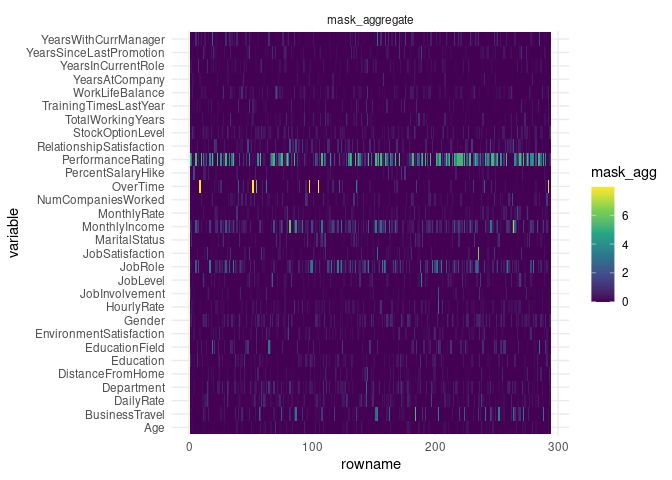 mask_aggregate
variable
YearsWithCurrManager
YearsSinceLastPromotion
YearsInCurrentRole
YearsAtCompany
WorkLifeBalance
TrainingTimesLastYear
TotalWorkingYears
StockOptionLevel
RelationshipSatisfaction
PerformanceRating
PercentSalaryHike
OverTime
NumCompaniesWorked
MonthlyRate
MonthlyIncome
MaritalStatus
JobSatisfaction
JobRole
JobLevel
JobInvolvement
HourlyRate
Gender
EnvironmentSatisfaction
EducationField
Education
DistanceFromHome
Department
DailyRate
BusinessTravel
Age
0 100 200 300
rowname
mask_agg
6
4
2
0